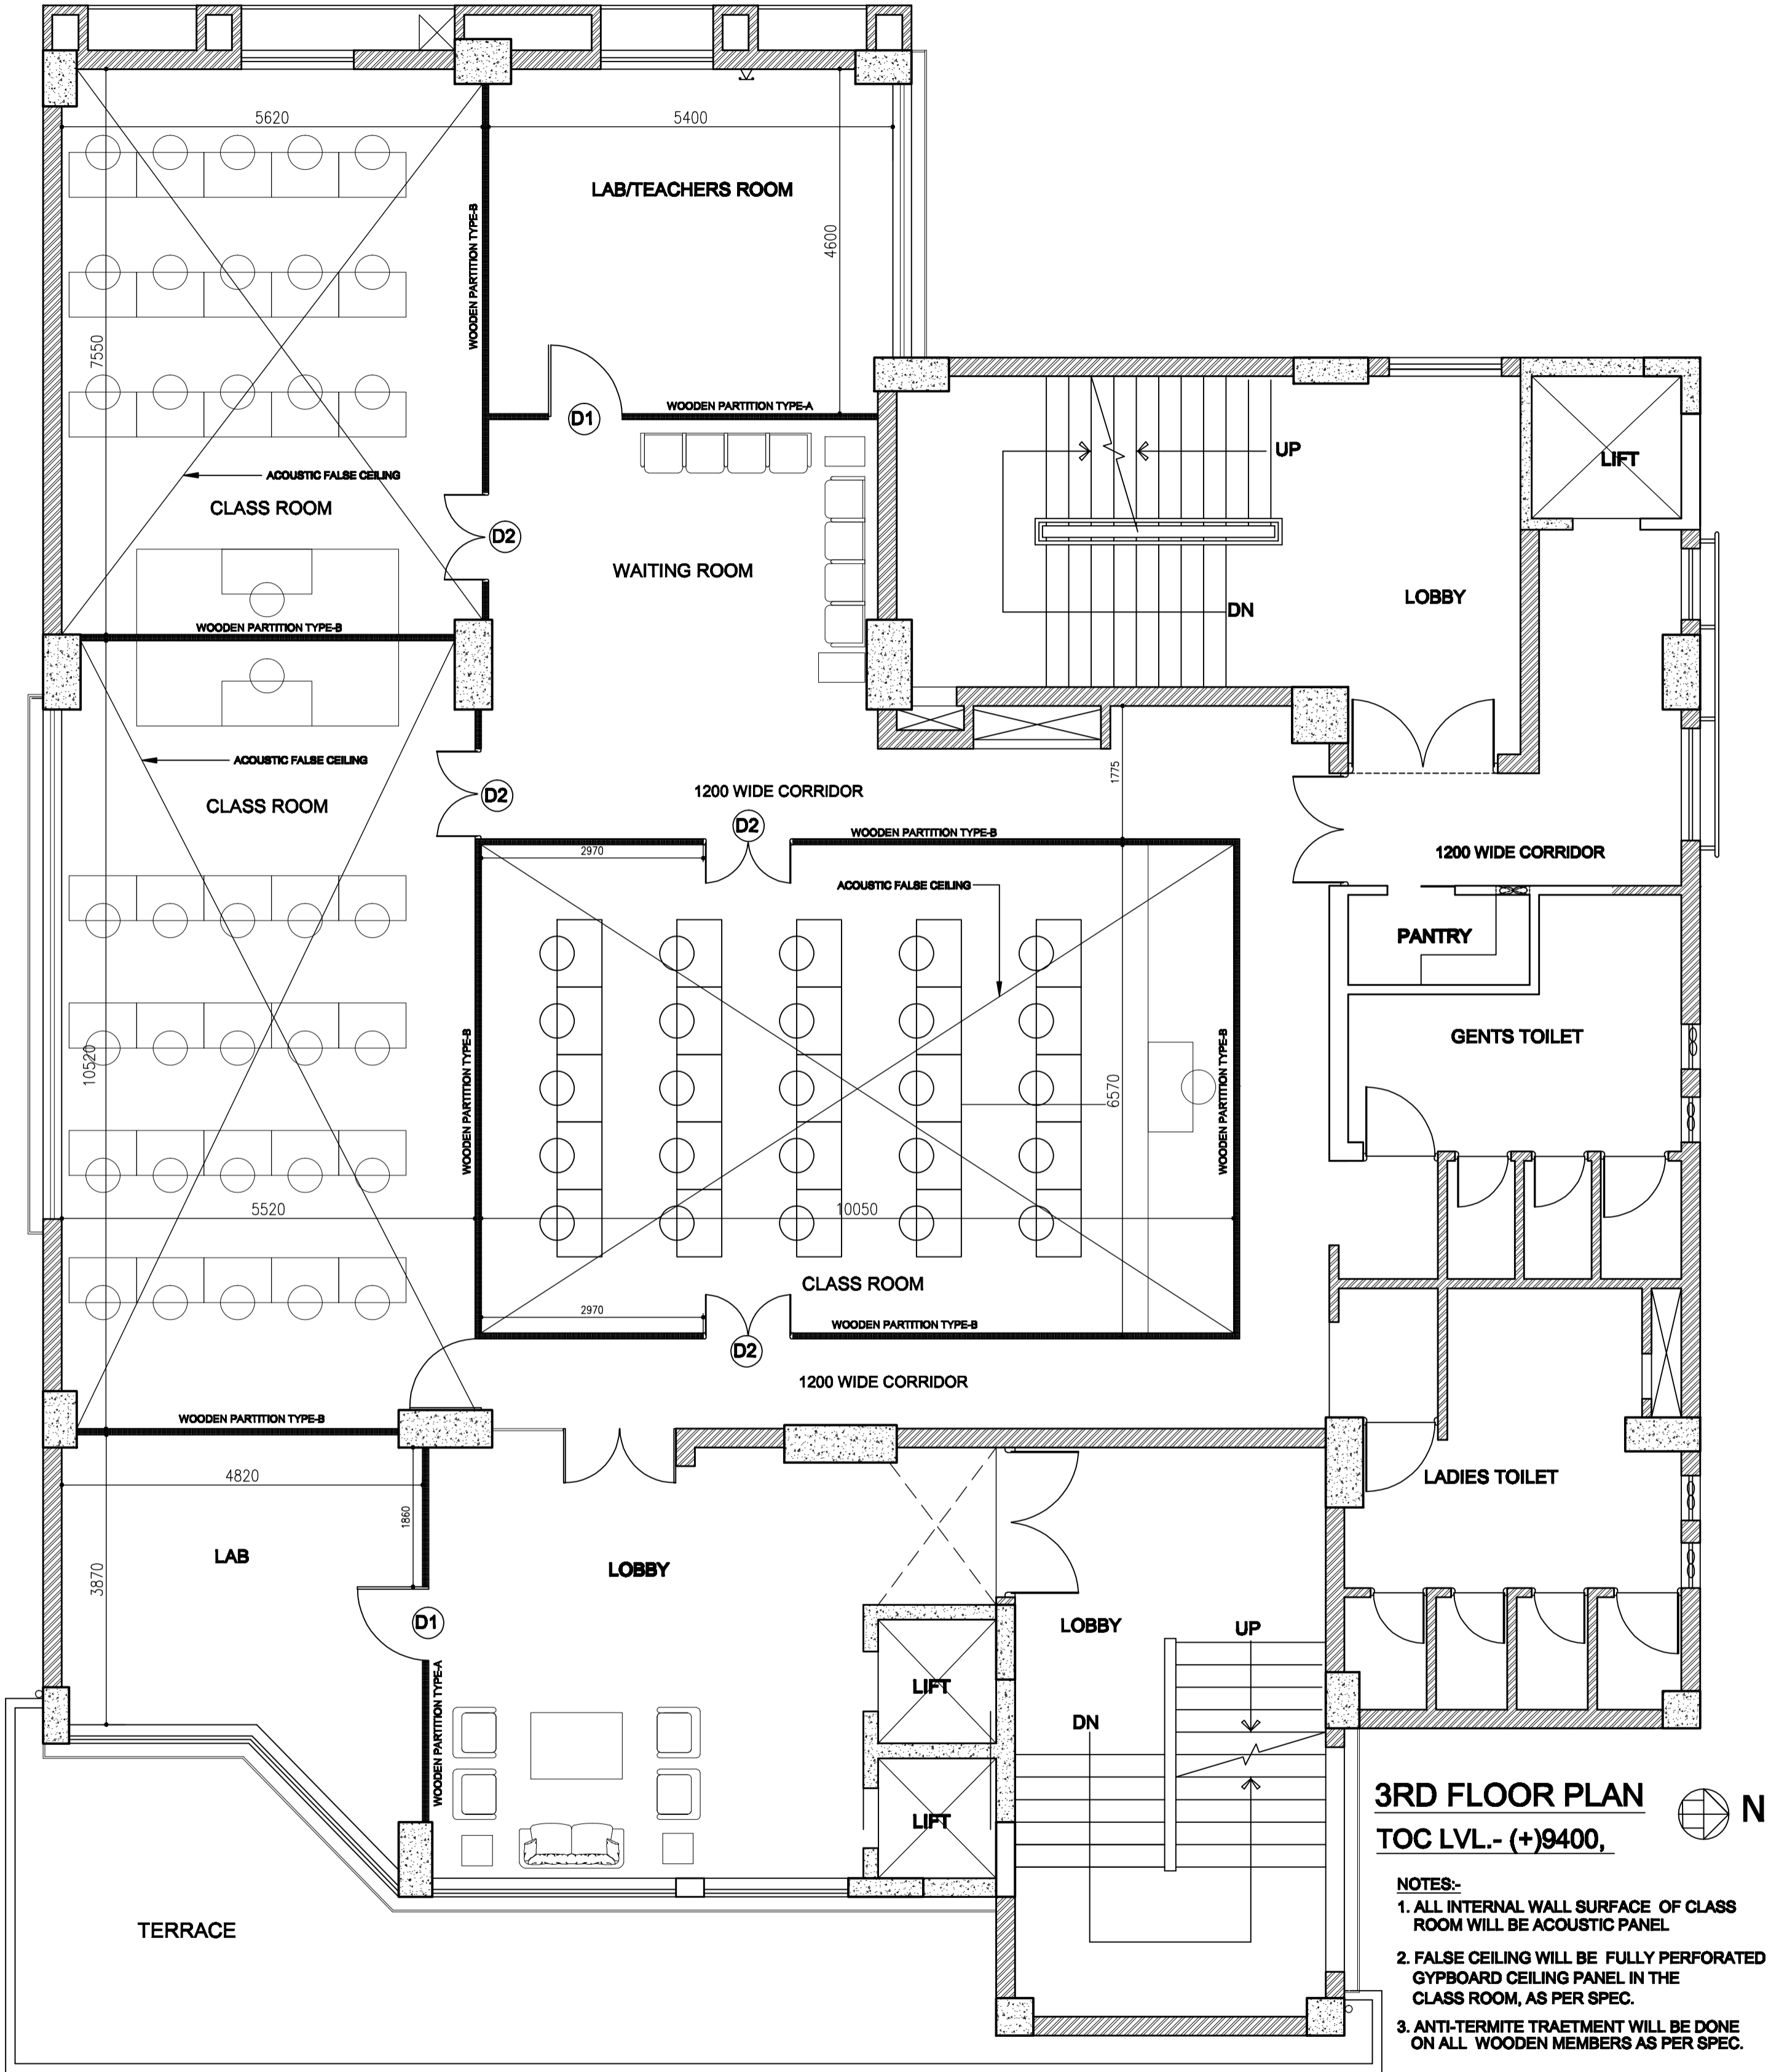 5620
5400
LAB/TEACHERS ROOM
WOODEN PARTITION TYPE-B
4600
7550
WOODEN PARTITION TYPE-A
D1
UP
LIFT
ACOUSTIC FALSE CEILING
CLASS ROOM
D2
WAITING ROOM
LOBBY
DN
WOODEN PARTITION TYPE-B
ACOUSTIC FALSE CEILING
CLASS ROOM
D2
1200 WIDE CORRIDOR
1775
D2
WOODEN PARTITION TYPE-B
2970
1200 WIDE CORRIDOR
ACOUSTIC FALSE CEILING
PANTRY
GENTS TOILET
10520
WOODEN PARTITION TYPE-B
6570
WOODEN PARTITION TYPE-B
5520
10050
CLASS ROOM
2970
WOODEN PARTITION TYPE-B
D2
1200 WIDE CORRIDOR
WOODEN PARTITION TYPE-B
4820
1860
LADIES TOILET
LAB
3870
LOBBY
D1
LOBBY
UP
WOODEN PARTITION TYPE-A
LIFT
DN
LIFT
3RD FLOOR PLAN
N
TOC LVL.- (+)9400,
TERRACE
NOTES:-
1. ALL INTERNAL WALL SURFACE OF CLASS
ROOM WILL BE ACOUSTIC PANEL
2. FALSE CEILING WILL BE FULLY PERFORATED
GYPBOARD CEILING PANEL IN THE
CLASS ROOM, AS PER SPEC.
3. ANTI-TERMITE TRAETMENT WILL BE DONE
ON ALL WOODEN MEMBERS AS PER SPEC.